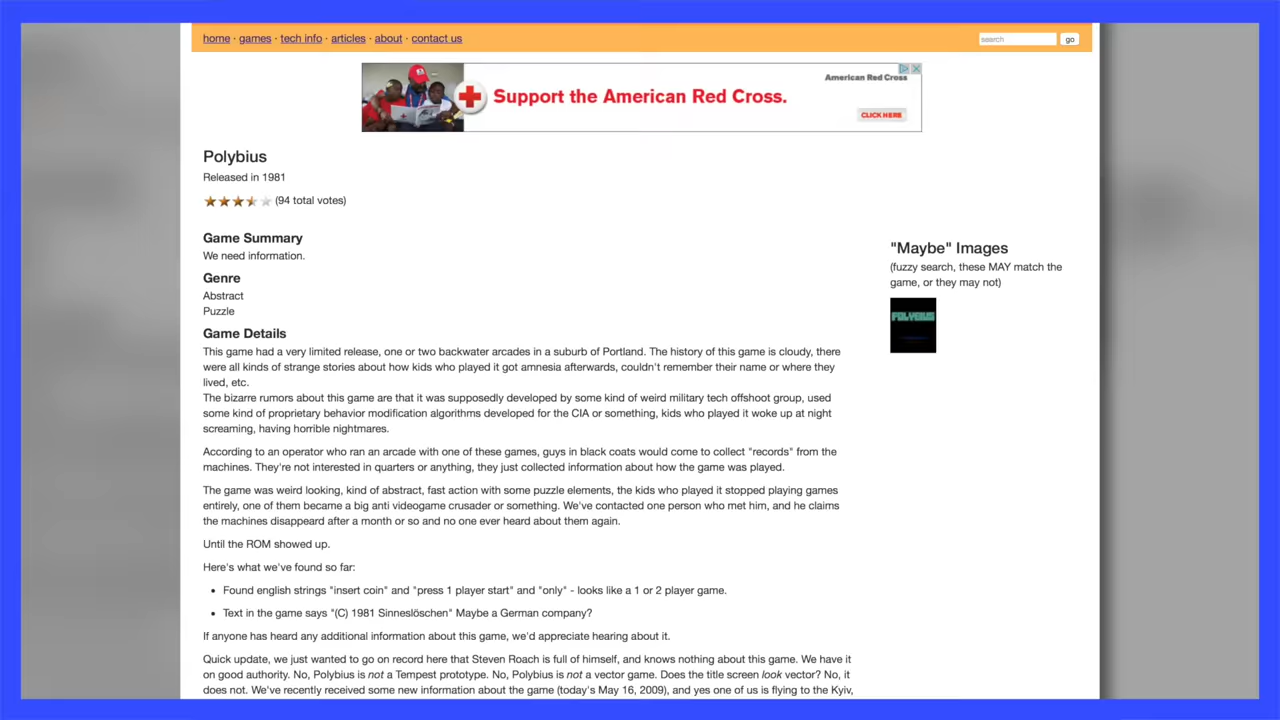 home · games · tech info · articles · about · contact us
search
go
American Red Cross
Support the American Red Cross.
CLICK HERE
Polybius
Released in 1981
(94 total votes)
Game Summary
We need information.
Genre
Abstract
Puzzle
Game Details
This game had a very limited release, one or two backwater arcades in a suburb of Portland. The history of this game is cloudy, there
were all kinds of strange stories about how kids who played it got amnesia afterwards, couldn't remember their name or where they
lived, etc.
The bizarre rumors about this game are that it was supposedly developed by some kind of weird military tech offshoot group, used
some kind of proprietary behavior modification algorithms developed for the CIA or something, kids who played it woke up at night
screaming, having horrible nightmares.
According to an operator who ran an arcade with one of these games, guys in black coats would come to collect "records" from the
machines. They're not interested in quarters or anything, they just collected information about how the game was played.
The game was weird looking, kind of abstract, fast action with some puzzle elements, the kids who played it stopped playing games
entirely, one of them became a big anti videogame crusader or something. We've contacted one person who met him, and he claims
the machines disappeared after a month or so and no one ever heard about them again.
Until the ROM showed up.
Here's what we've found so far:
• Found english strings "insert coin" and "press 1 player start" and "only" - looks like a 1 or 2 player game.
• Text in the game says "(C) 1981 Sinneslöschen" Maybe a German company?
If anyone has heard any additional information about this game, we'd appreciate hearing about it.
Quick update, we just wanted to go on record here that Steven Roach is full of himself, and knows nothing about this game. We have it
on good authority. No, Polybius is not a Tempest prototype. No, Polybius is not a vector game. Does the title screen look vector? No, it
does not. We've recently received some new information about the game (today's May 16, 2009), and yes one of us is flying to the Kyiv,
"Maybe" Images
(fuzzy search, these MAY match the
game, or they may not)
POLYBIUS